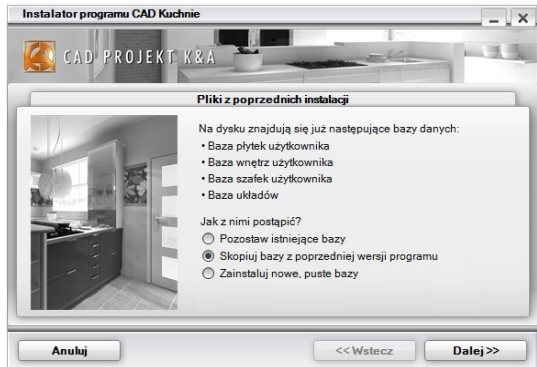 Instalator programu CAD Kuchnie
CAD PROJEKT K&A
Pliki z poprzednich instalacji
Na dysku znajdują się już następujące bazy danych:
• Baza płytek użytkownika
• Baza wnętrz użytkownika
• Baza szafek użytkownika
• Baza układów
Jak z nimi postąpić?
Pozostaw istniejące bazy
Skopiuj bazy z poprzedniej wersji programu
Zainstaluj nowe, puste bazy
Anuluj
<< Wstecz
Dalej >>